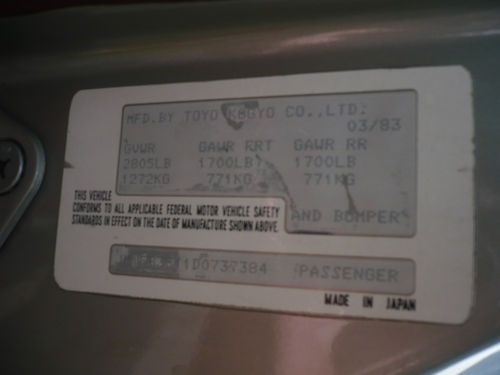 MFD.BY TOYO KOGYO CO.,LTD.
03/83
GVWR GAWR FRT GAWR RR
2805LB 1700LB 1700LB
1272KG 771KG 771KG
THIS VEHICLE
CONFORMS TO ALL APPLICABLE FEDERAL MOTOR VEHICLE SAFETY
AND BUMPER
STANDARDS IN EFFECT ON THE DATE OF MANUFACTURE SHOWN ABOVE
1D0737384 PASSENGER
MADE IN JAPAN